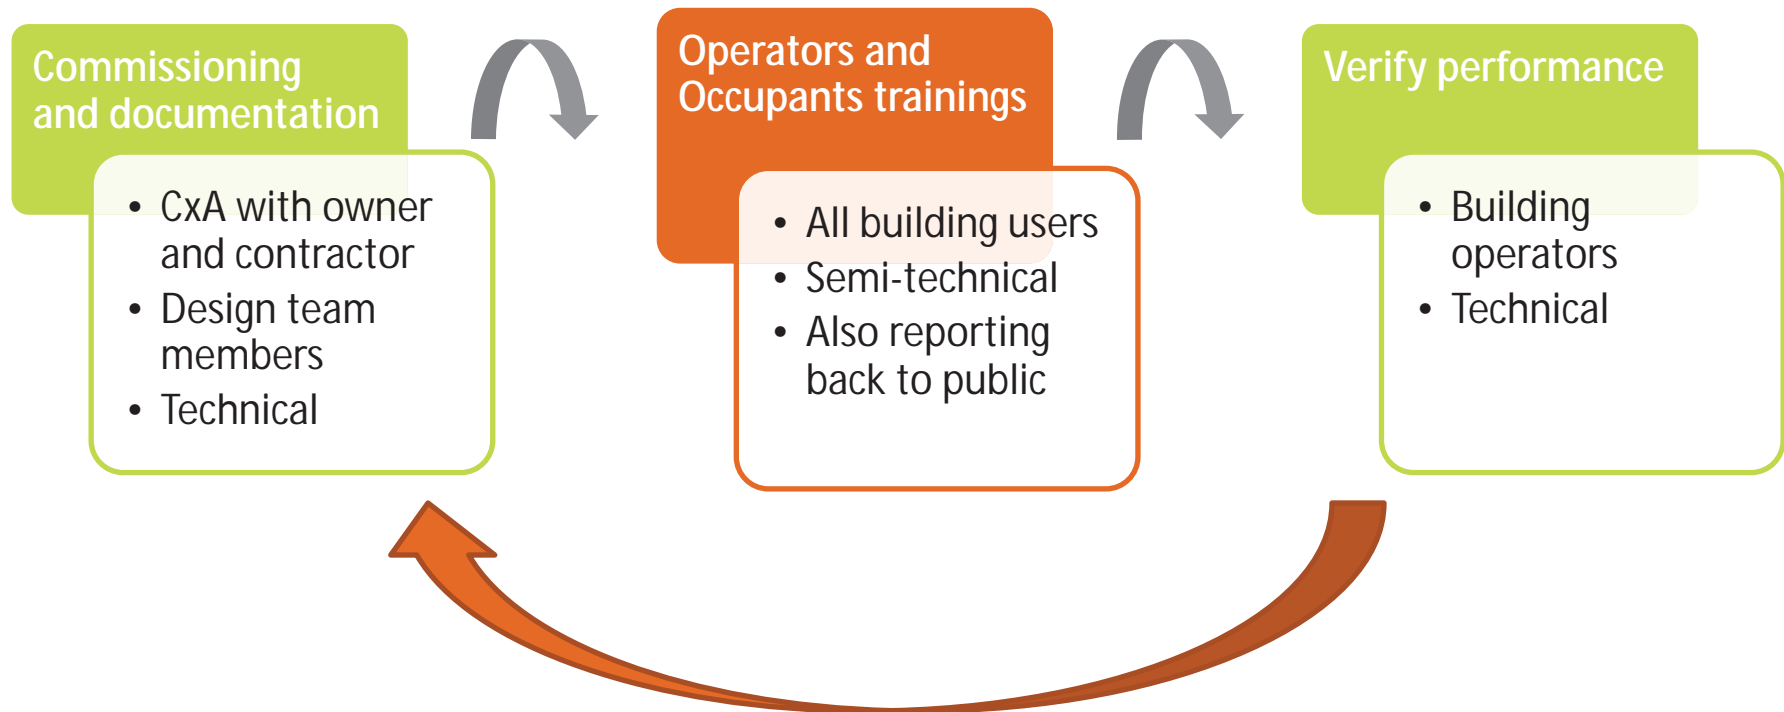 Commissioning
and documentation
• CxA with owner
and contractor
• Design team
members
• Technical
Operators and
Occupants trainings
• All building users
• Semi-technical
• Also reporting
back to public
Verify performance
• Building
operators
• Technical